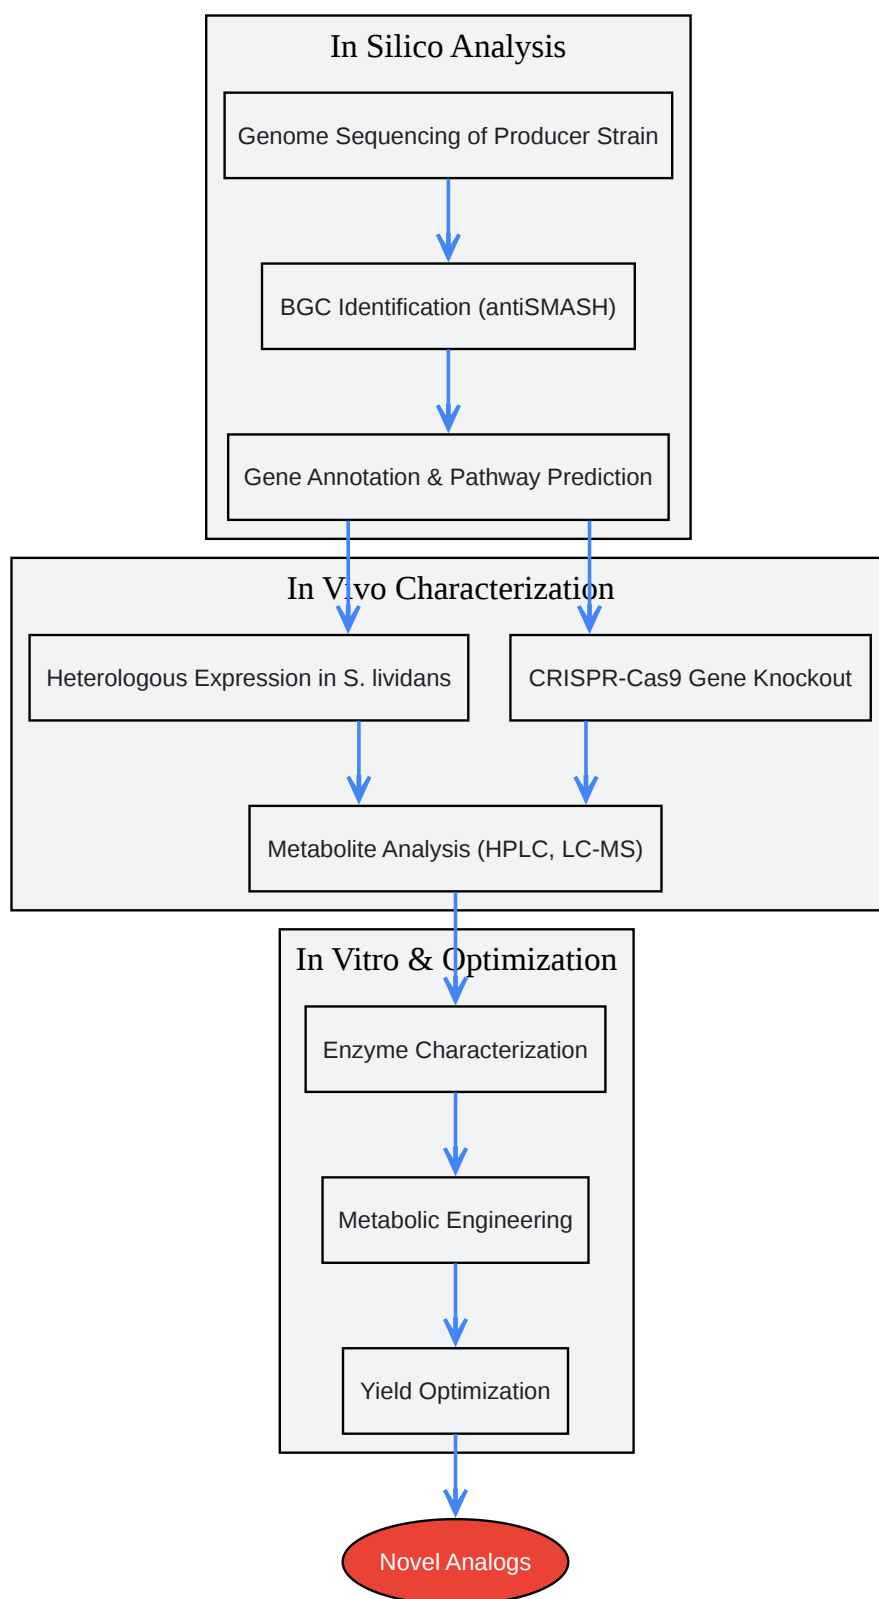 In Silico Analysis
Genome Sequencing of Producer Strain
BGC Identification (antiSMASH)
Gene Annotation & Pathway Prediction
In Vivo Characterization
Heterologous Expression in S. lividans
CRISPR-Cas9 Gene Knockout
Metabolite Analysis (HPLC, LC-MS)
In Vitro & Optimization
Enzyme Characterization
Metabolic Engineering
Yield Optimization
Novel Analogs